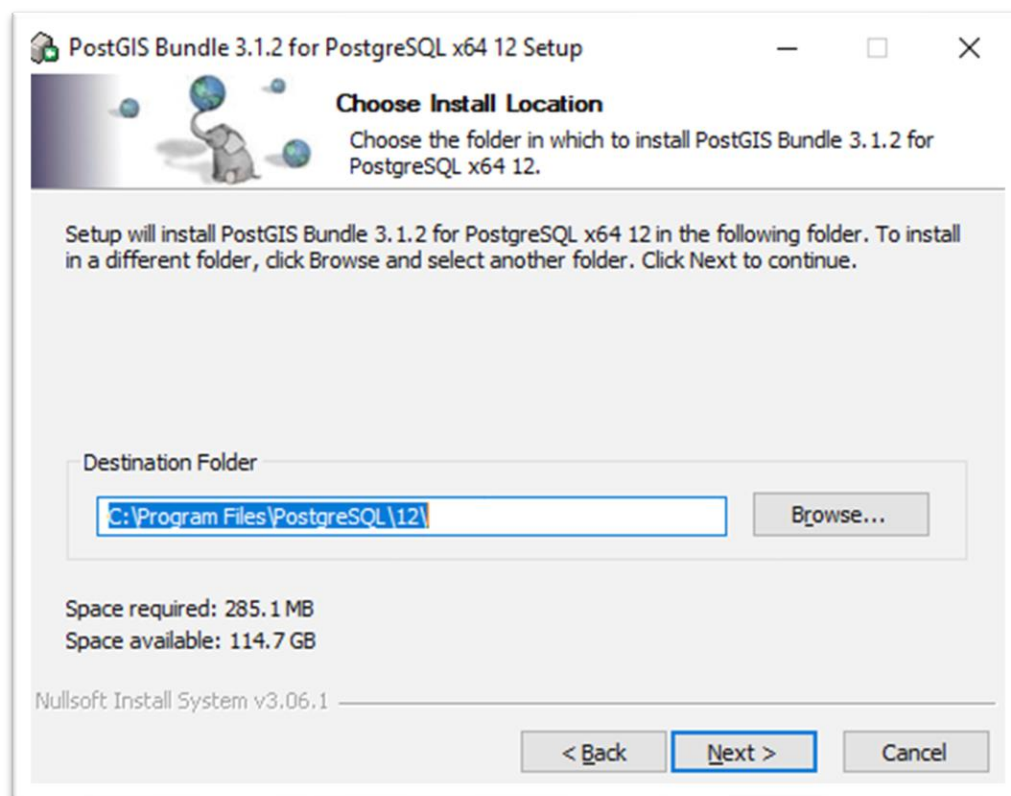 PostGIS Bundle 3.1.2 for PostgreSQL x64 12 Setup
Choose Install Location
Choose the folder in which to install PostGIS Bundle 3.1.2 for
PostgreSQL x64 12.
Setup will install PostGIS Bundle 3.1.2 for PostgreSQL x64 12 in the following folder. To install
in a different folder, click Browse and select another folder. Click Next to continue.
Destination Folder
C:\Program Files\PostgreSQL\12\
Browse...
Space required: 285.1 MB
Space available: 114.7 GB
Nullsoft Install System v3.06.1
< Back Next > Cancel